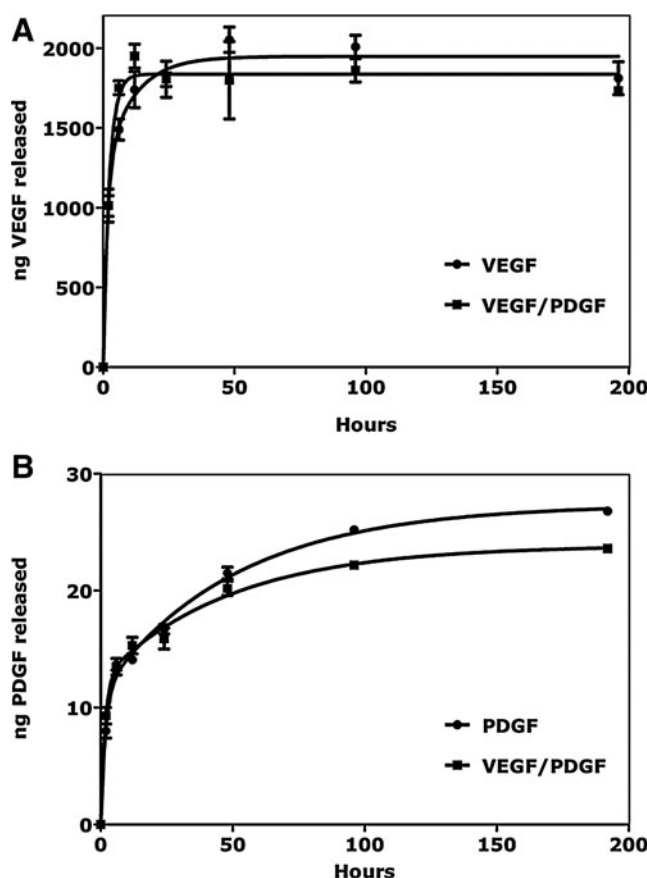 A
ng VEGF released
2000
1500
1000
500
0
VEGF
VEGF/PDGF
0 50 100 150 200
Hours
B
ng PDGF released
30
20
10
0
PDGF
VEGF/PDGF
0 50 100 150 200
Hours